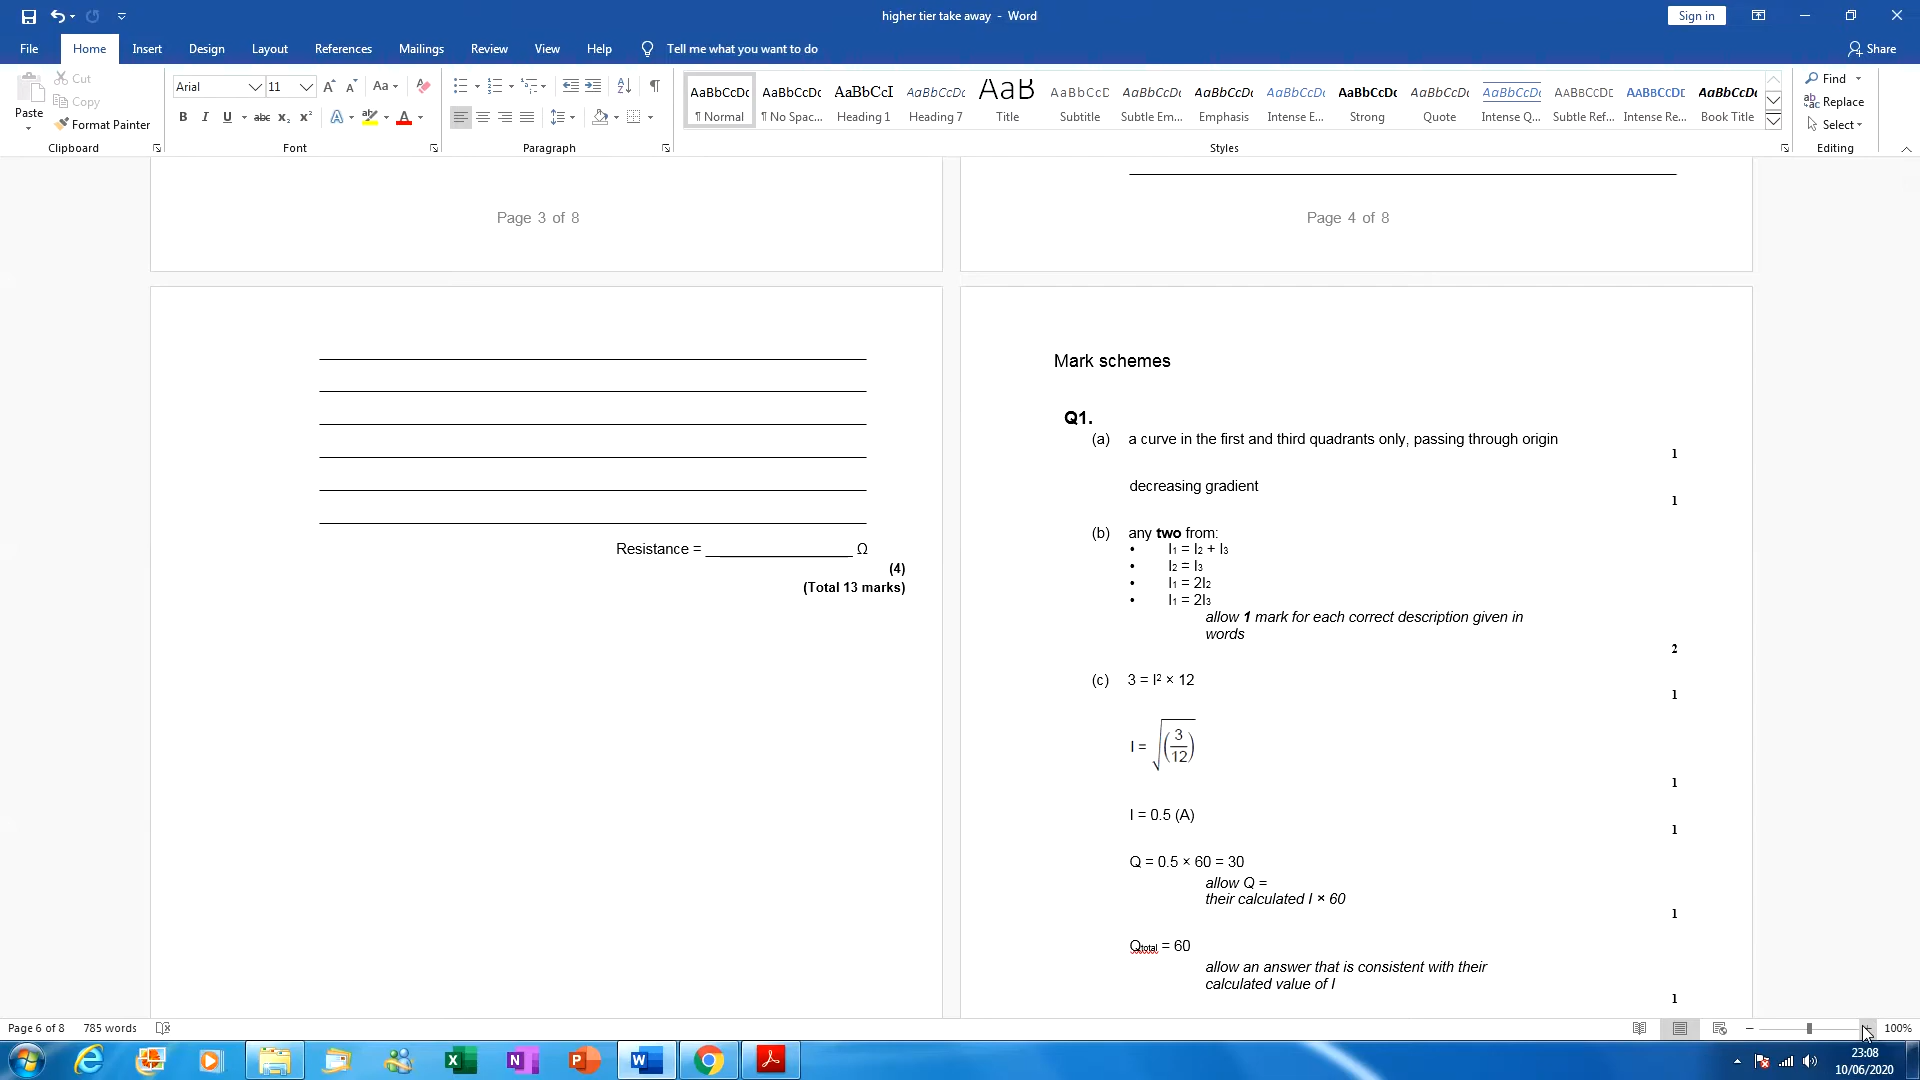 higher tier take away - Word
Sign in
File Home Insert Design Layout References Mailings Review View Help Tell me what you want to do
Share
Paste
Cut
Copy
Format Painter
Clipboard
Arial 11
Font
Paragraph
AaBbCcDc AaBbCcDc AaBbCcI AaBbCcDc AaB AaBbCcD AaBbCcDc AaBbCcDc AaBbCcDc AaBbCcDc AaBbCcDc AaBbCcDc AaBbCcDc AaBbCcDc AaBbCcDc
¶ Normal ¶ No Spac... Heading 1 Heading 7 Title Subtitle Subtle Em... Emphasis Intense E... Strong Quote Intense Q... Subtle Ref... Intense Re... Book Title
Styles
Find
Replace
Select
Editing
Page 3 of 8
Page 4 of 8
Resistance = __________________ Ω
(4)
(Total 13 marks)
Mark schemes
Q1.
(a) a curve in the first and third quadrants only, passing through origin
1
decreasing gradient
1
(b) any two from:
• I₁ = I₂ + I₃
• I₂ = I₃
• I₁ = 2I₂
• I₁ = 2I₃
allow 1 mark for each correct description given in
words
2
(c) 3 = I² × 12
1
I = √(3/12)
1
I = 0.5 (A)
1
Q = 0.5 × 60 = 30
allow Q =
their calculated I × 60
1
Qtotal = 60
allow an answer that is consistent with their
calculated value of I
1
Page 6 of 8 785 words
100%
23:08
10/06/2020